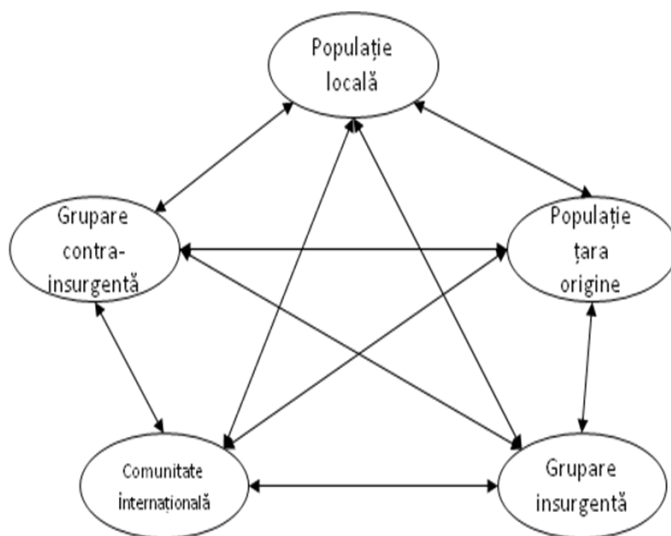 Populație
locală
Grupare
contra-
insurgentă
Populație
țara
origine
Comunitate
internațională
Grupare
insurgentă